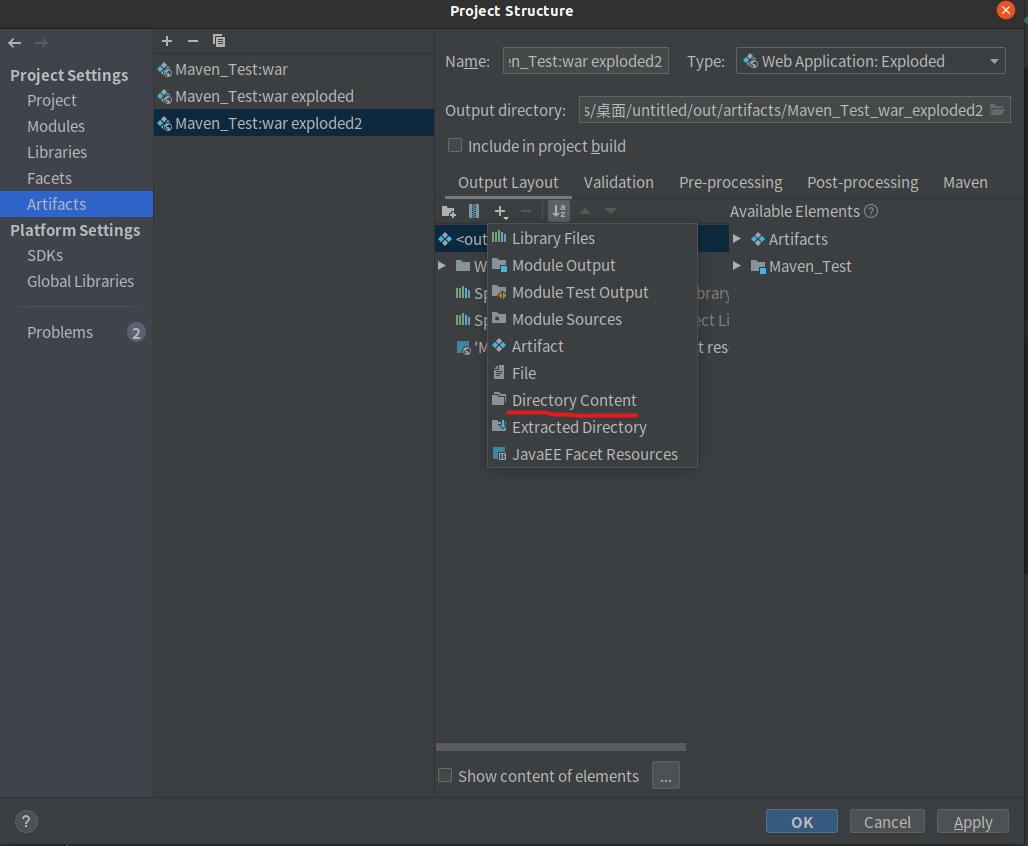 Project Structure
Project Settings
Project
Modules
Libraries
Facets
Artifacts
Platform Settings
SDKs
Global Libraries
Problems 2
Maven_Test:war
Maven_Test:war exploded
Maven_Test:war exploded2
Name: en_Test:war exploded2 Type: Web Application: Exploded
Output directory: s/桌面/untitled/out/artifacts/Maven_Test_war_exploded2
Include in project build
Output Layout Validation Pre-processing Post-processing Maven
Available Elements ?
<out
W
Sp
Sp
'M
brary
ect Li
t res
Library Files
Module Output
Module Test Output
Module Sources
Artifact
File
Directory Content
Extracted Directory
JavaEE Facet Resources
Artifacts
Maven_Test
Show content of elements ...
? OK Cancel Apply